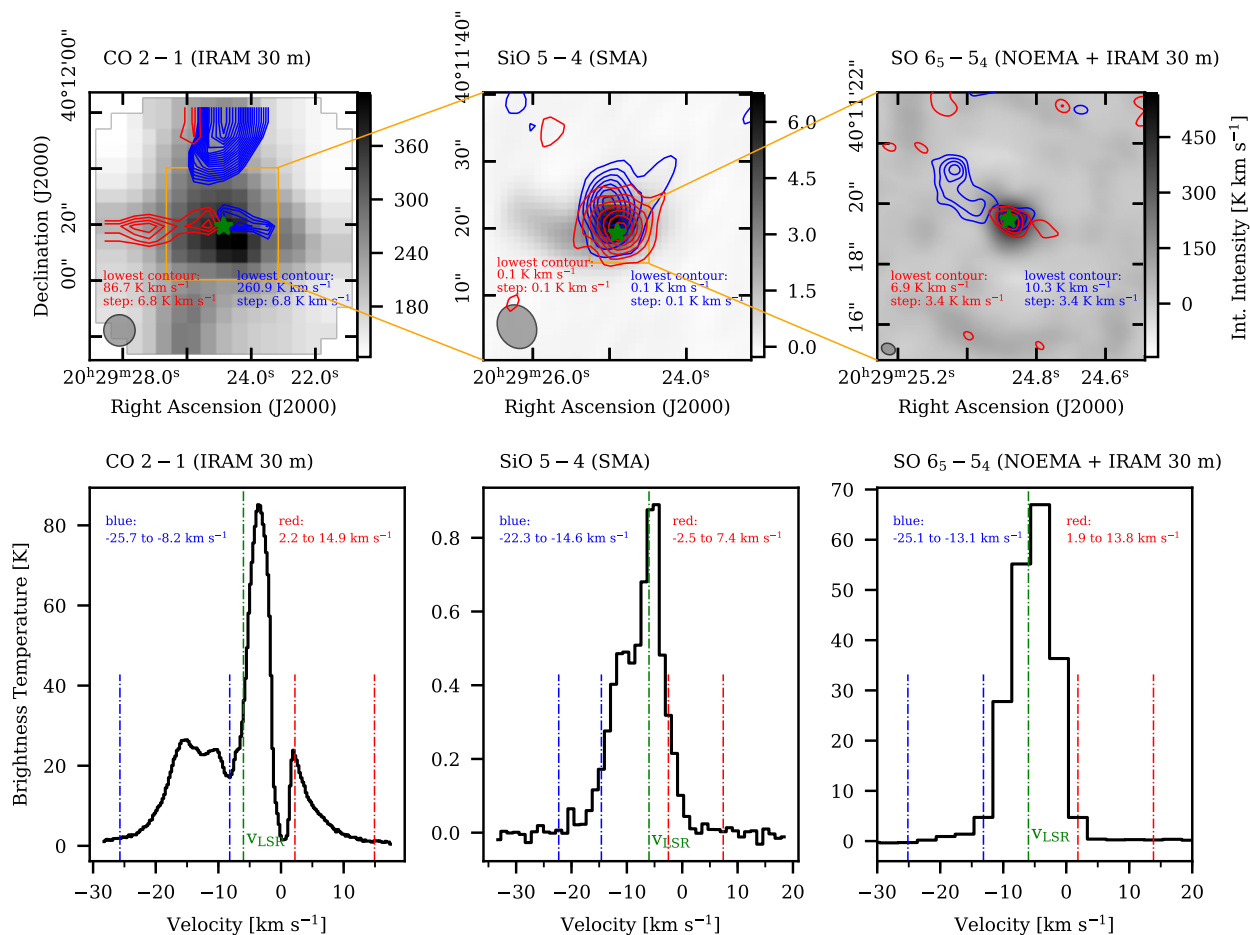 CO 2 − 1 (IRAM 30 m)
SiO 5 − 4 (SMA)
SO 6₅ − 5₄ (NOEMA + IRAM 30 m)
Declination (J2000)
40°12'00"
20"
00"
lowest contour:
86.7 K km s⁻¹
step: 6.8 K km s⁻¹
lowest contour:
260.9 K km s⁻¹
step: 6.8 K km s⁻¹
360
300
240
180
20ʰ29ᵐ28.0ˢ
24.0ˢ
22.0ˢ
Right Ascension (J2000)
40°11'40"
30"
20"
10"
lowest contour:
0.1 K km s⁻¹
step: 0.1 K km s⁻¹
lowest contour:
0.1 K km s⁻¹
step: 0.1 K km s⁻¹
6.0
4.5
3.0
1.5
0.0
20ʰ29ᵐ26.0ˢ
24.0ˢ
Right Ascension (J2000)
40°11'22"
20"
18"
16"
lowest contour:
6.9 K km s⁻¹
step: 3.4 K km s⁻¹
lowest contour:
10.3 K km s⁻¹
step: 3.4 K km s⁻¹
450
300
150
0
Int. Intensity [K km s⁻¹]
20ʰ29ᵐ25.2ˢ
24.8ˢ
24.6ˢ
Right Ascension (J2000)
CO 2 − 1 (IRAM 30 m)
SiO 5 − 4 (SMA)
SO 6₅ − 5₄ (NOEMA + IRAM 30 m)
Brightness Temperature [K]
80
60
40
20
0
blue:
-25.7 to -8.2 km s⁻¹
red:
2.2 to 14.9 km s⁻¹
v_LSR
−30
−20
−10
0
10
Velocity [km s⁻¹]
0.8
0.6
0.4
0.2
0.0
blue:
-22.3 to -14.6 km s⁻¹
red:
-2.5 to 7.4 km s⁻¹
v_LSR
−30
−20
−10
0
10
20
Velocity [km s⁻¹]
70
60
50
40
30
20
10
0
blue:
-25.1 to -13.1 km s⁻¹
red:
1.9 to 13.8 km s⁻¹
v_LSR
−30
−20
−10
0
10
20
Velocity [km s⁻¹]